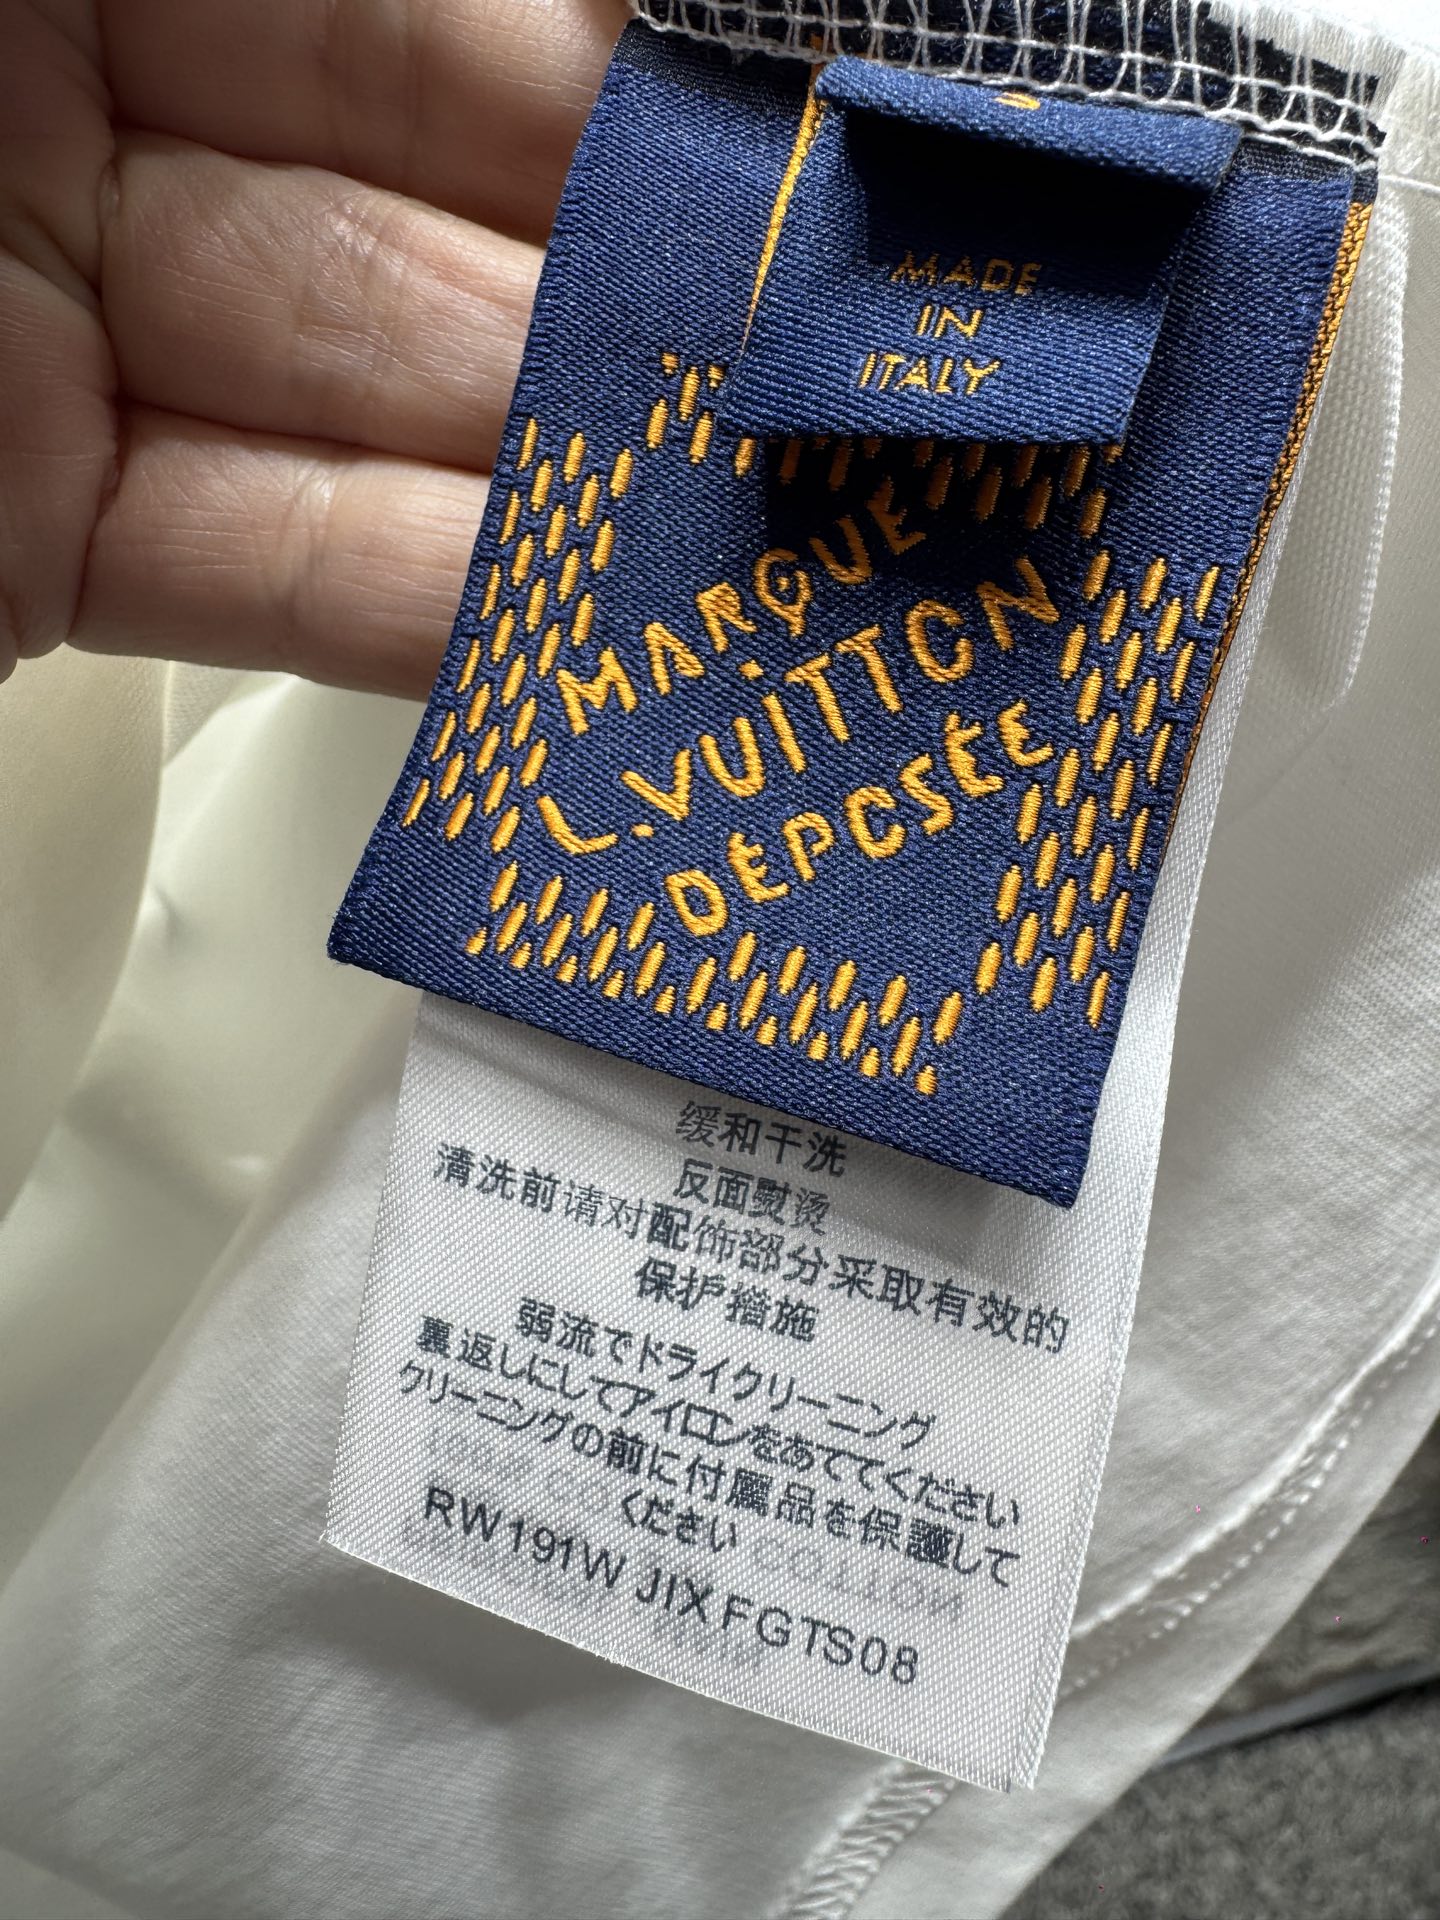 MADE
IN
ITALY
MARQUE
L.VUiTTCN
DEPCSÉE
缓和干洗
反面熨烫
清洗前请对配饰部分采取有效的
保护措施
弱流でドライクリーニング
裏返しにしてアイロンをあててください
クリーニングの前に付属品を保護して
ください
RW191W JIX FGTS08